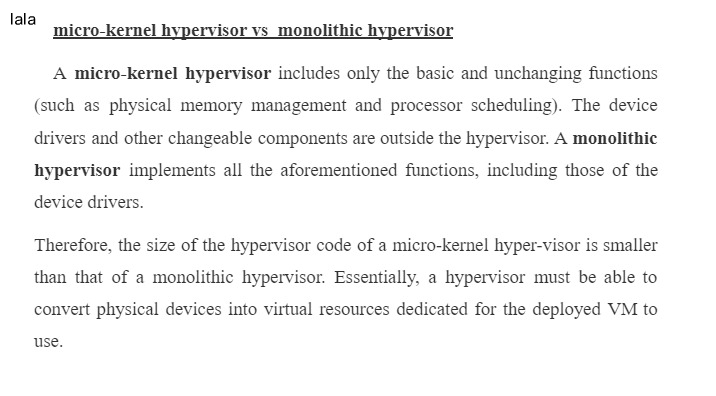 lala
micro-kernel hypervisor vs monolithic hypervisor
A micro-kernel hypervisor includes only the basic and unchanging functions
(such as physical memory management and processor scheduling). The device
drivers and other changeable components are outside the hypervisor. A monolithic
hypervisor implements all the aforementioned functions, including those of the
device drivers.
Therefore, the size of the hypervisor code of a micro-kernel hyper-visor is smaller
than that of a monolithic hypervisor. Essentially, a hypervisor must be able to
convert physical devices into virtual resources dedicated for the deployed VM to
use.